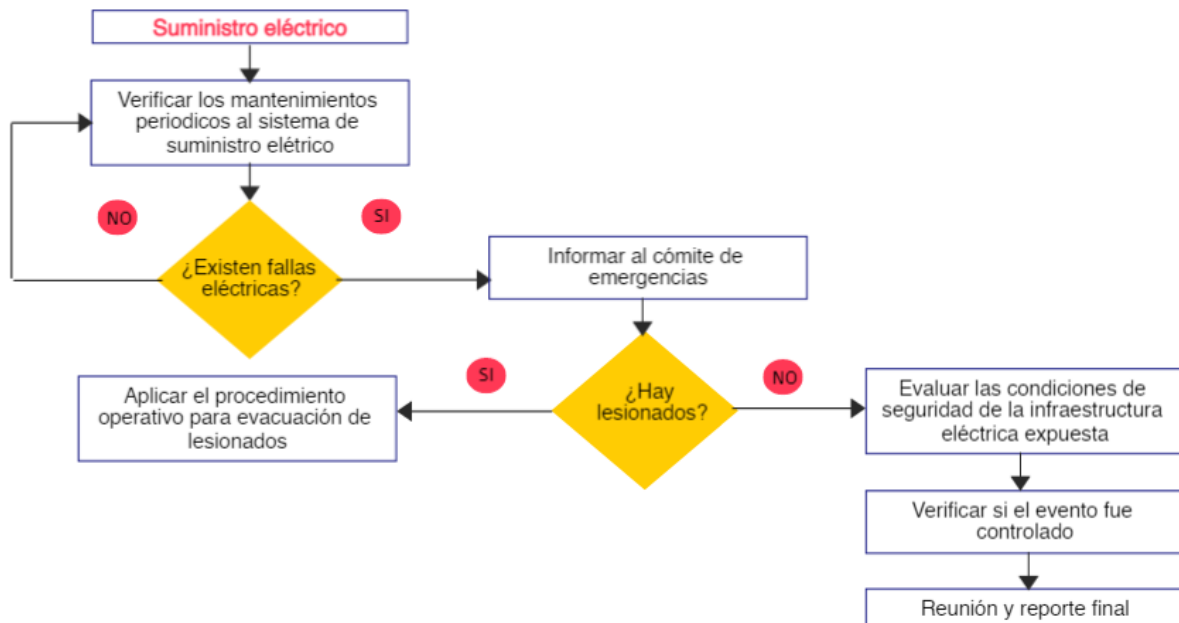 Suministro eléctrico
Verificar los mantenimientos
periodicos al sistema de
suministro elétrico
NO
SI
¿Existen fallas
eléctricas?
Informar al cómite de
emergencias
SI
NO
¿Hay
lesionados?
Aplicar el procedimiento
operativo para evacuación de
lesionados
Evaluar las condiciones de
seguridad de la infraestructura
eléctrica expuesta
Verificar si el evento fue
controlado
Reunión y reporte final